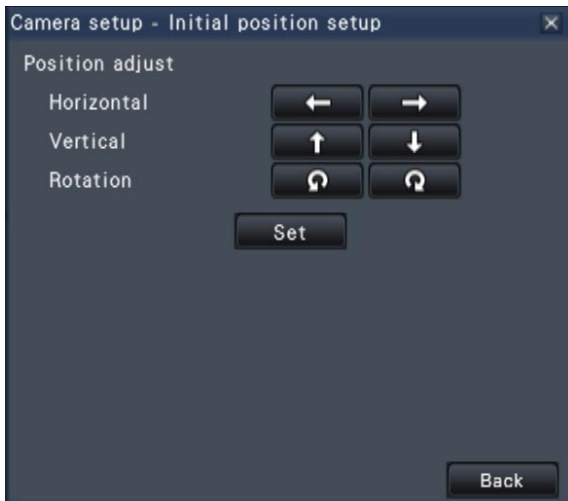 Camera setup - Initial position setup
Position adjust
Horizontal
Vertical
Rotation
Set
Back